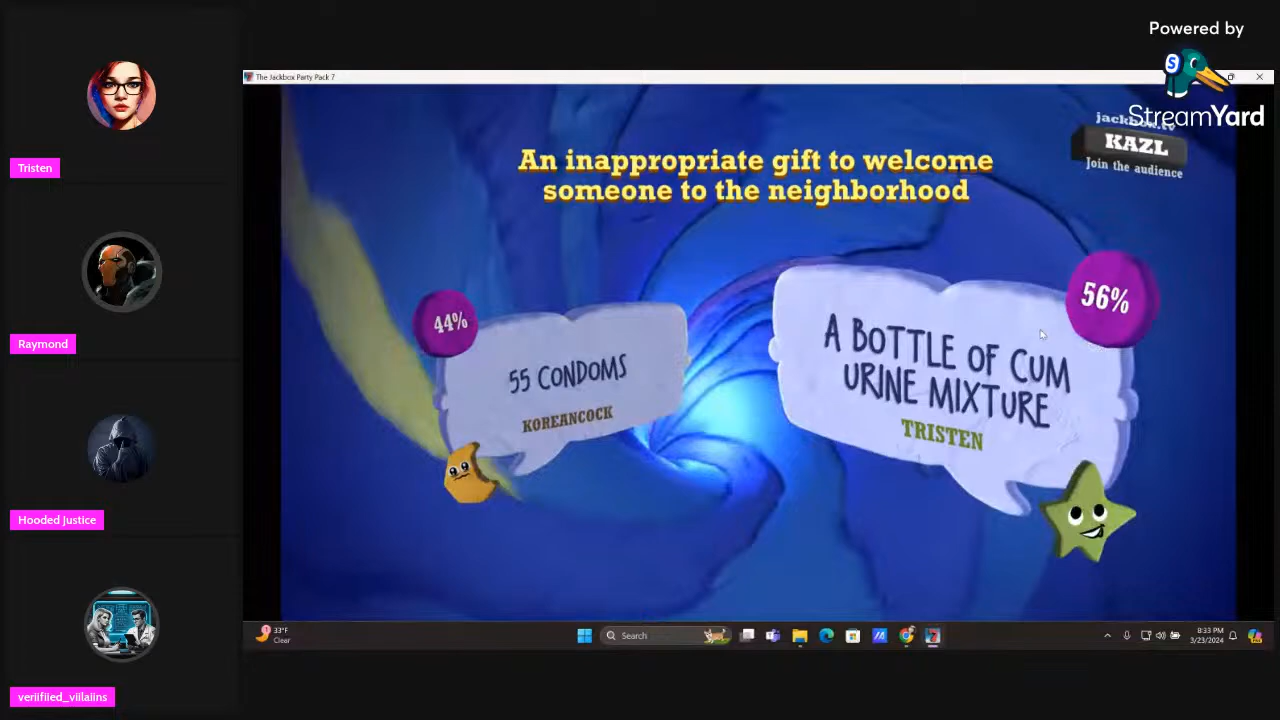 Powered by
StreamYard
The Jackbox Party Pack 7
KAZL
Join the audience
An inappropriate gift to welcome
someone to the neighborhood
44%
55 CONDOMS
KOREANCOCK
56%
A BOTTLE OF CUM
URINE MIXTURE
TRISTEN
Tristen
Raymond
Hooded Justice
veriifiied_viilaiins
33°F
Clear
Search
8:33 PM
3/23/2024